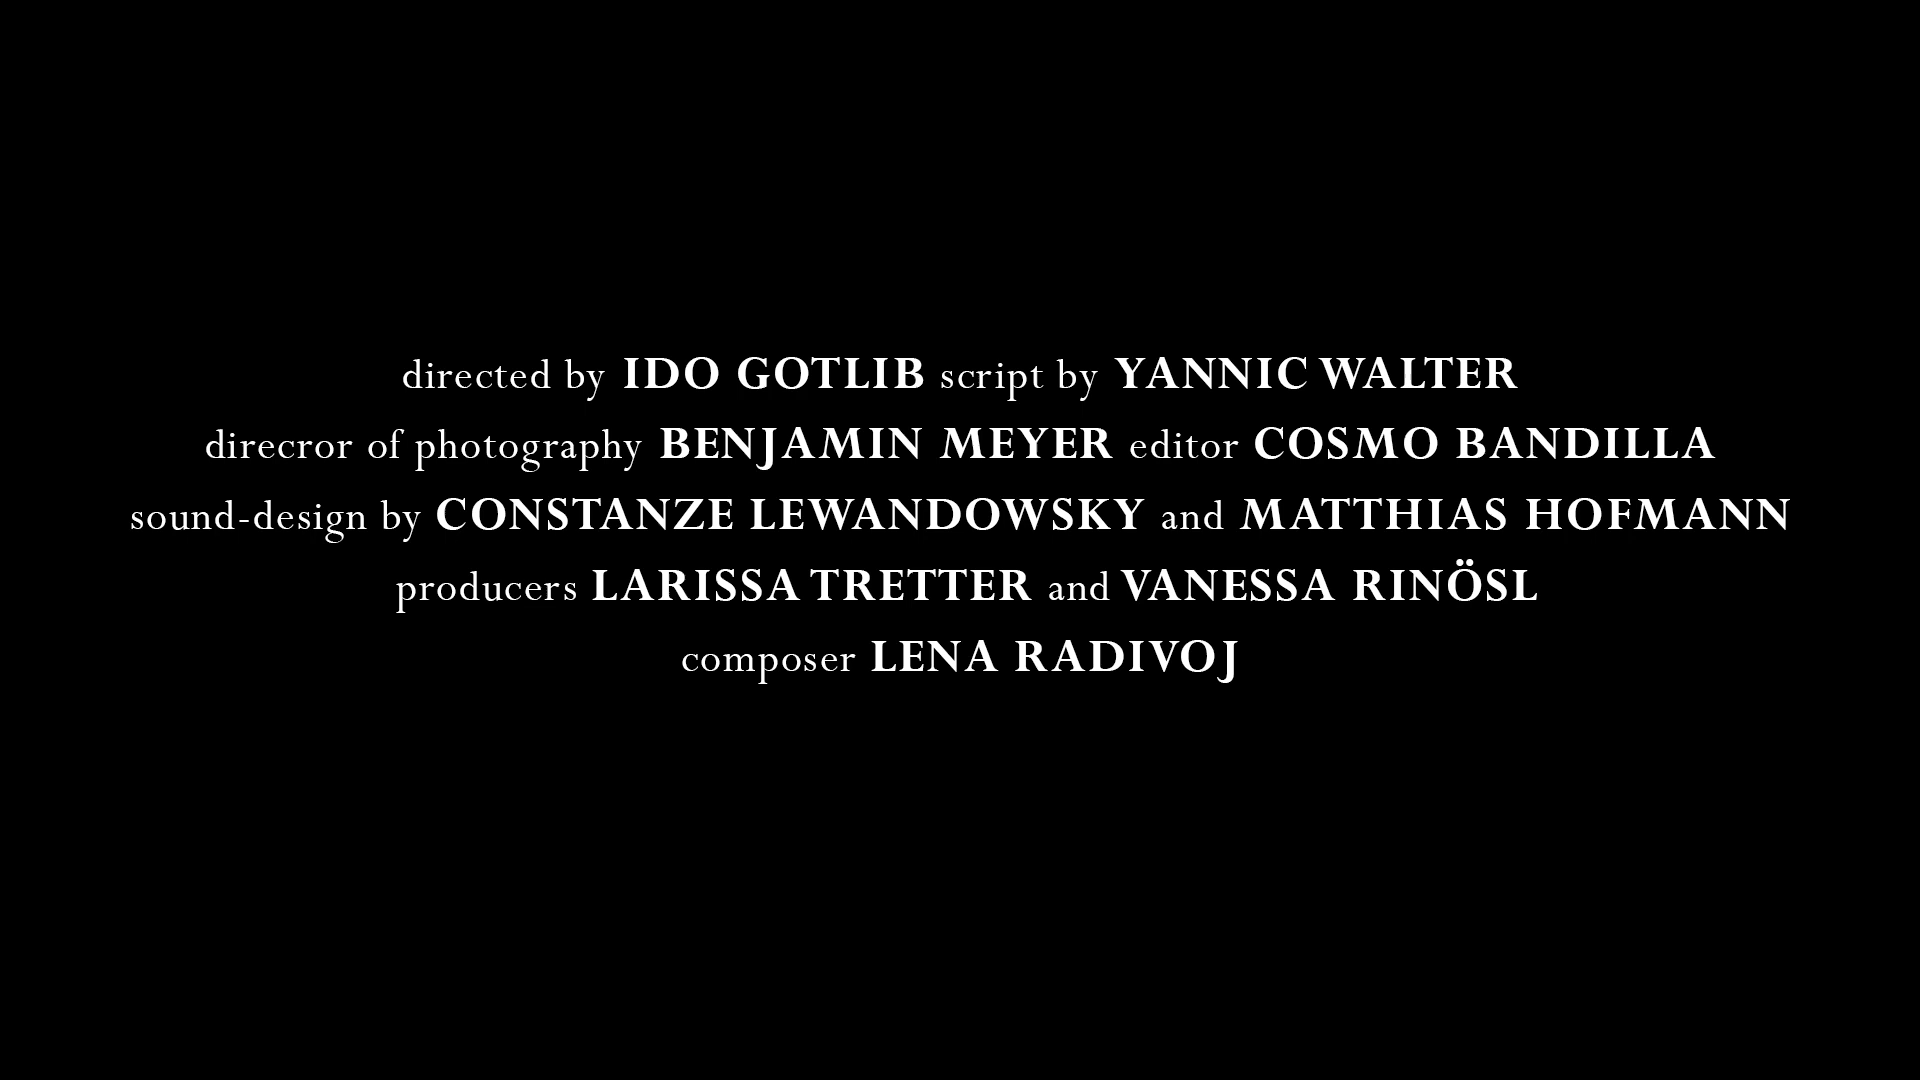 directed by IDO GOTLIB script by YANNIC WALTER
direcror of photography BENJAMIN MEYER editor COSMO BANDILLA
sound-design by CONSTANZE LEWANDOWSKY and MATTHIAS HOFMANN
producers LARISSA TRETTER and VANESSA RINÖSL
composer LENA RADIVOJ